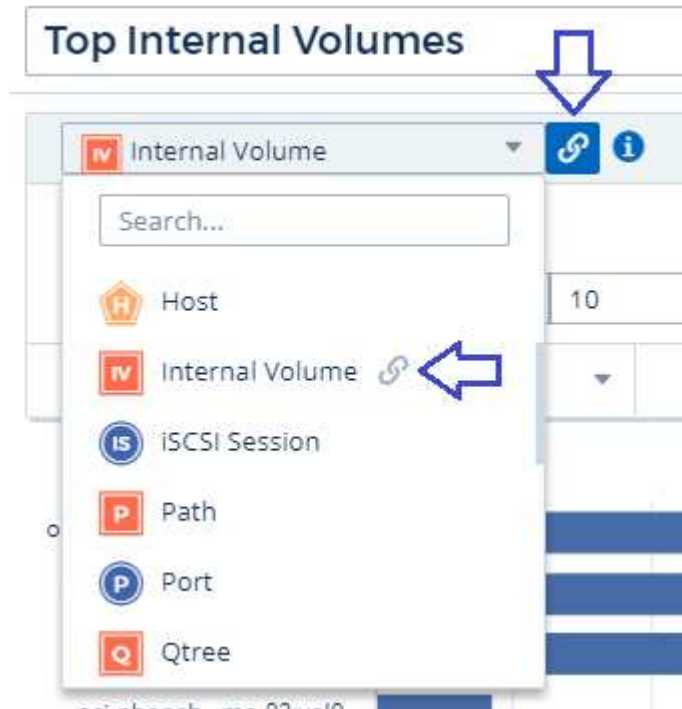 Top Internal Volumes
IV Internal Volume
i
Search...
H Host
10
IV Internal Volume
IS iSCSI Session
P Path
P Port
Q Qtree